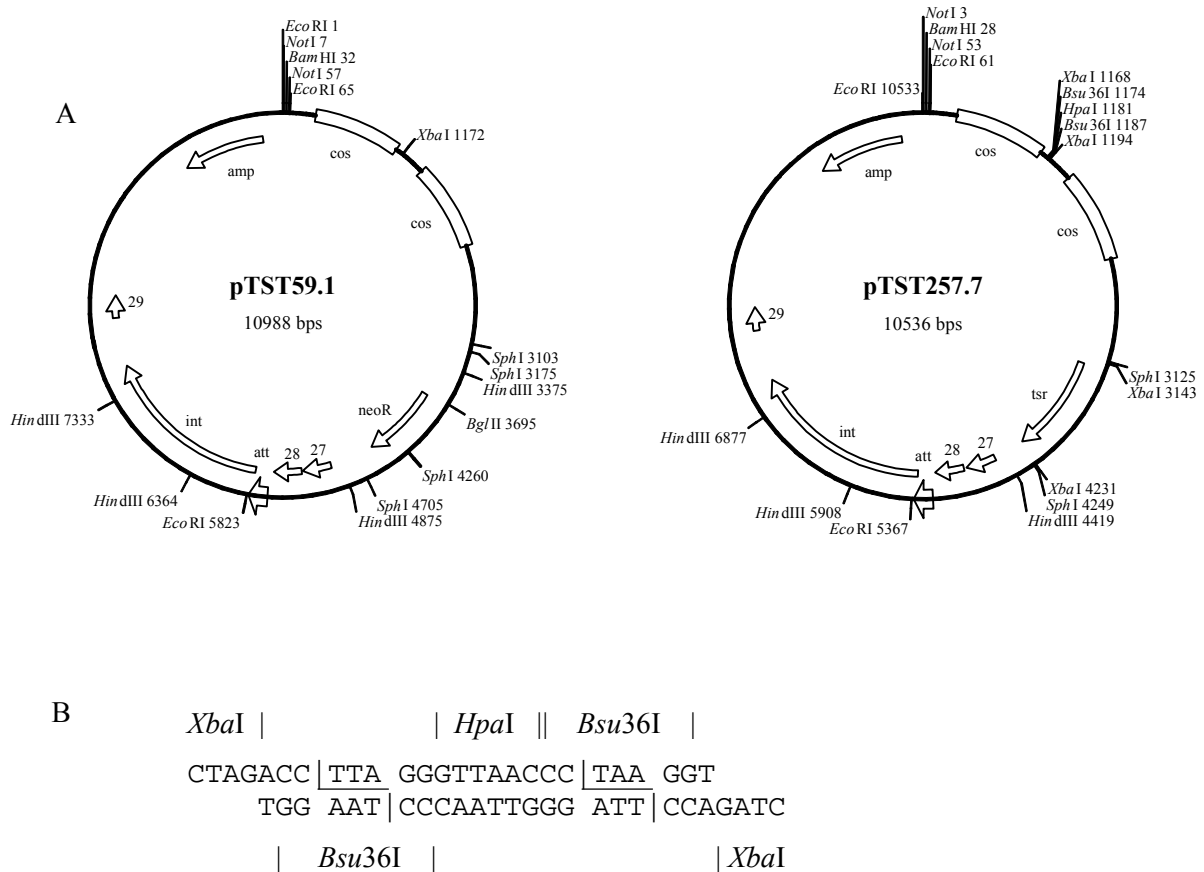 A
EcoRI 1
NotI 7
BamHI 32
NotI 57
EcoRI 65
XbaI 1172
cos
cos
amp
pTST59.1
10988 bps
29
SphI 3103
SphI 3175
HindIII 3375
BglII 3695
neoR
SphI 4260
SphI 4705
HindIII 4875
27
28
att
EcoRI 5823
HindIII 6364
int
HindIII 7333
NotI 3
BamHI 28
NotI 53
EcoRI 61
EcoRI 10533
XbaI 1168
Bsu36I 1174
HpaI 1181
Bsu36I 1187
XbaI 1194
cos
cos
amp
pTST257.7
10536 bps
29
SphI 3125
XbaI 3143
tsr
XbaI 4231
SphI 4249
HindIII 4419
27
28
att
EcoRI 5367
HindIII 5908
int
HindIII 6877
B
XbaI | | HpaI || Bsu36I |
CTAGACC|TTA GGGTTAACCC|TAA GGT
TGG AAT|CCCAATTGGG ATT|CCAGATC
| Bsu36I | |XbaI